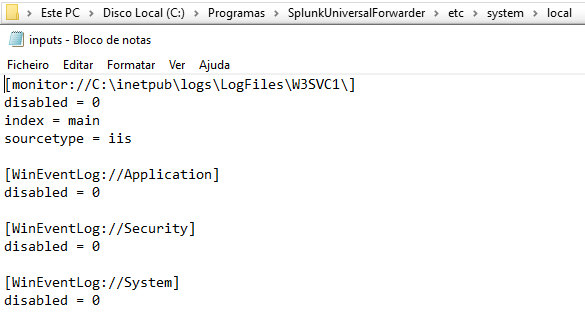 Este PC > Disco Local (C:) > Programas > SplunkUniversalForwarder > etc > system > local
inputs - Bloco de notas
Ficheiro Editar Formatar Ver Ajuda
[monitor://C:\inetpub\logs\LogFiles\W3SVC1\]
disabled = 0
index = main
sourcetype = iis
[WinEventLog://Application]
disabled = 0
[WinEventLog://Security]
disabled = 0
[WinEventLog://System]
disabled = 0